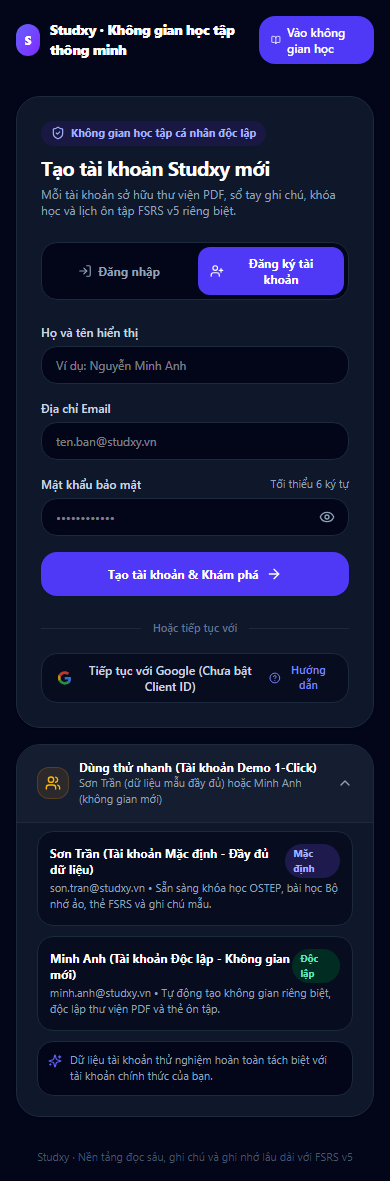 S
Studxy · Không gian học tập
thông minh
Vào không
gian học
Không gian học tập cá nhân độc lập
Tạo tài khoản Studxy mới
Mỗi tài khoản sở hữu thư viện PDF, sổ tay ghi chú, khóa
học và lịch ôn tập FSRS v5 riêng biệt.
Đăng nhập
Đăng ký tài
khoản
Họ và tên hiển thị
Ví dụ: Nguyễn Minh Anh
Địa chỉ Email
ten.ban@studxy.vn
Mật khẩu bảo mật
Tối thiểu 6 ký tự
••••••••••••
Tạo tài khoản & Khám phá
Hoặc tiếp tục với
Tiếp tục với Google (Chưa bật
Client ID)
Hướng
dẫn
Dùng thử nhanh (Tài khoản Demo 1-Click)
Sơn Trần (dữ liệu mẫu đầy đủ) hoặc Minh Anh
(không gian mới)
Sơn Trần (Tài khoản Mặc định - Đầy đủ
dữ liệu)
Mặc
định
son.tran@studxy.vn • Sẵn sàng khóa học OSTEP, bài học Bộ
nhớ ảo, thẻ FSRS và ghi chú mẫu.
Minh Anh (Tài khoản Độc lập - Không gian
mới)
Độc
lập
minh.anh@studxy.vn • Tự động tạo không gian riêng biệt,
độc lập thư viện PDF và thẻ ôn tập.
Dữ liệu tài khoản thử nghiệm hoàn toàn tách biệt với
tài khoản chính thức của bạn.
Studxy · Nền tảng đọc sâu, ghi chú và ghi nhớ lâu dài với FSRS v5